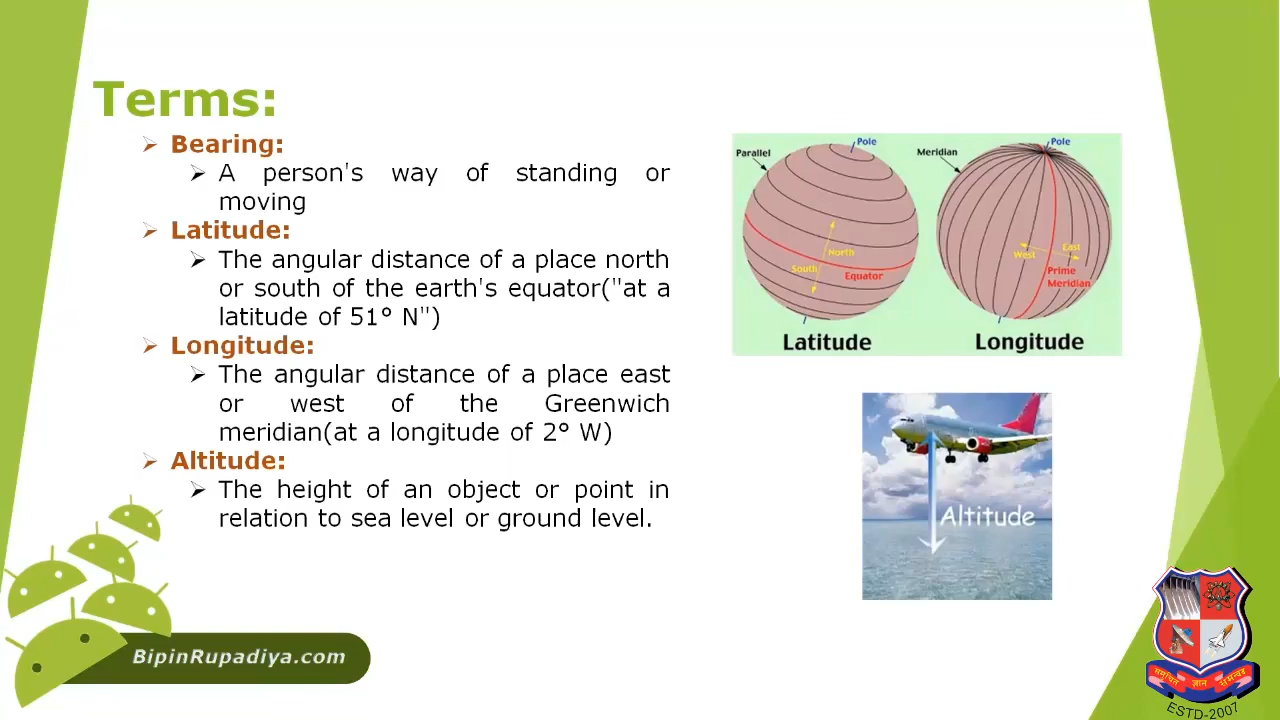 Terms:
Bearing:
A person's way of standing or
moving
Latitude:
The angular distance of a place north
or south of the earth's equator("at a
latitude of 51° N")
Longitude:
The angular distance of a place east
or west of the Greenwich
meridian(at a longitude of 2° W)
Altitude:
The height of an object or point in
relation to sea level or ground level.
Parallel
Pole
North
South
Equator
Latitude
Meridian
Pole
East
West
Prime
Meridian
Longitude
Altitude
BipinRupadiya.com
समन्वित ज्ञान समन्वय
ESTD-2007